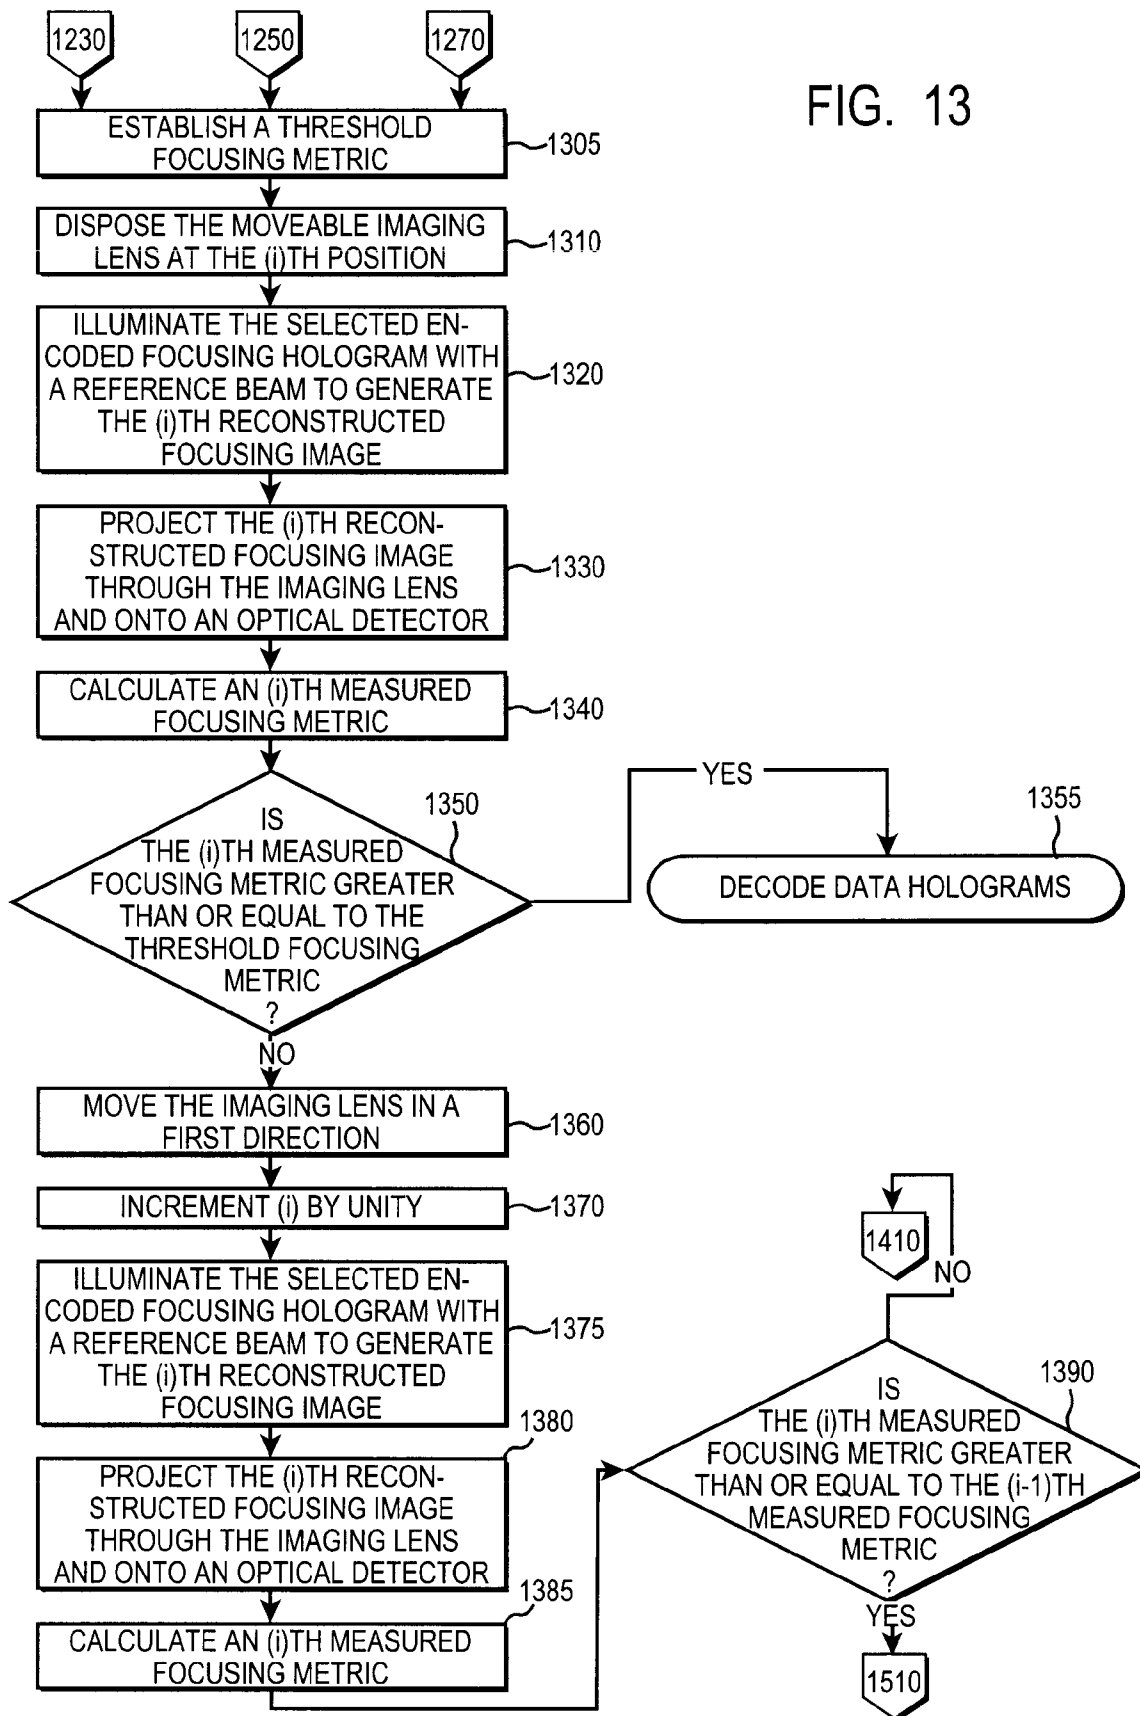 1230
1250
1270
FIG. 13
ESTABLISH A THRESHOLD
FOCUSING METRIC
1305
DISPOSE THE MOVEABLE IMAGING
LENS AT THE (i)TH POSITION
1310
ILLUMINATE THE SELECTED EN-
CODED FOCUSING HOLOGRAM WITH
A REFERENCE BEAM TO GENERATE
THE (i)TH RECONSTRUCTED
FOCUSING IMAGE
1320
PROJECT THE (i)TH RECON-
STRUCTED FOCUSING IMAGE
THROUGH THE IMAGING LENS
AND ONTO AN OPTICAL DETECTOR
1330
CALCULATE AN (i)TH MEASURED
FOCUSING METRIC
1340
IS
THE (i)TH MEASURED
FOCUSING METRIC GREATER
THAN OR EQUAL TO THE
THRESHOLD FOCUSING
METRIC
?
1350
YES
1355
DECODE DATA HOLOGRAMS
NO
MOVE THE IMAGING LENS IN A
FIRST DIRECTION
1360
INCREMENT (i) BY UNITY
1370
ILLUMINATE THE SELECTED EN-
CODED FOCUSING HOLOGRAM WITH
A REFERENCE BEAM TO GENERATE
THE (i)TH RECONSTRUCTED
FOCUSING IMAGE
1375
1380
PROJECT THE (i)TH RECON-
STRUCTED FOCUSING IMAGE
THROUGH THE IMAGING LENS
AND ONTO AN OPTICAL DETECTOR
1385
CALCULATE AN (i)TH MEASURED
FOCUSING METRIC
1410
NO
1390
IS
THE (i)TH MEASURED
FOCUSING METRIC GREATER
THAN OR EQUAL TO THE (i-1)TH
MEASURED FOCUSING
METRIC
?
YES
1510